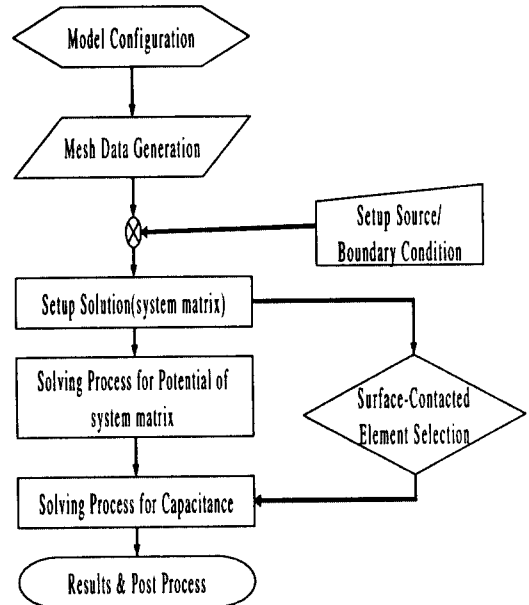 Model Configuration
Mesh Data Generation
Setup Source/
Boundary Condition
Setup Solution(system matrix)
Solving Process for Potential of
system matrix
Surface-Contacted
Element Selection
Solving Process for Capacitance
Results & Post Process